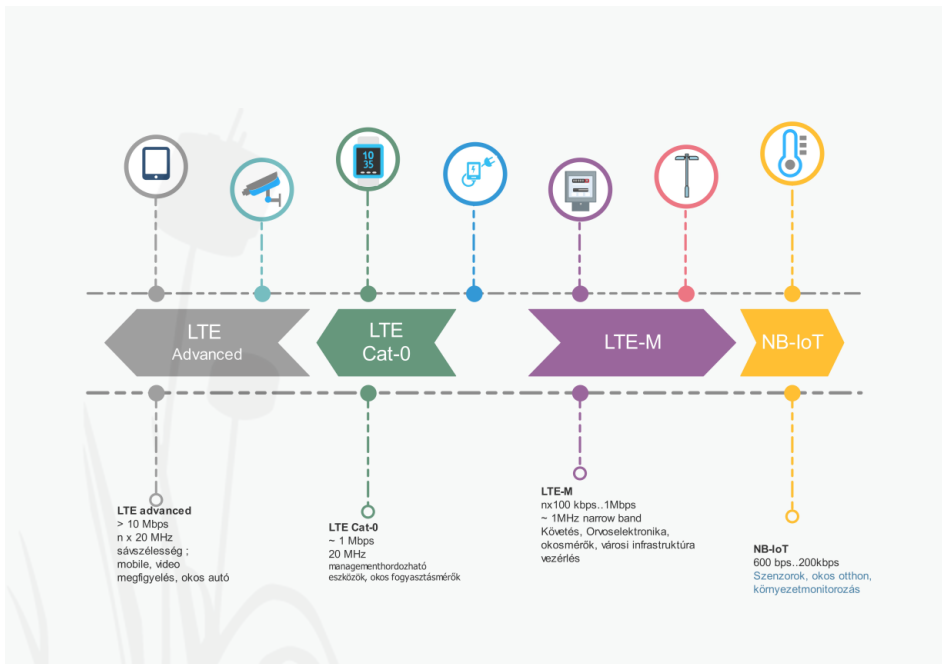 10
35
LTE
Advanced
LTE
Cat-0
LTE-M
NB-IoT
LTE advanced
> 10 Mbps
n x 20 MHz
sávszélesség ;
mobile, video
megfigyelés, okos autó
LTE Cat-0
~ 1 Mbps
20 MHz
managementhordozható
eszközök, okos fogyasztásmérők
LTE-M
nx100 kbps..1Mbps
~ 1MHz narrow band
Követés, Orvoselektronika,
okosmérők, városi infrastruktúra
vezérlés
NB-IoT
600 bps..200kbps
Szenzorok, okos otthon,
környezetmonitorozás